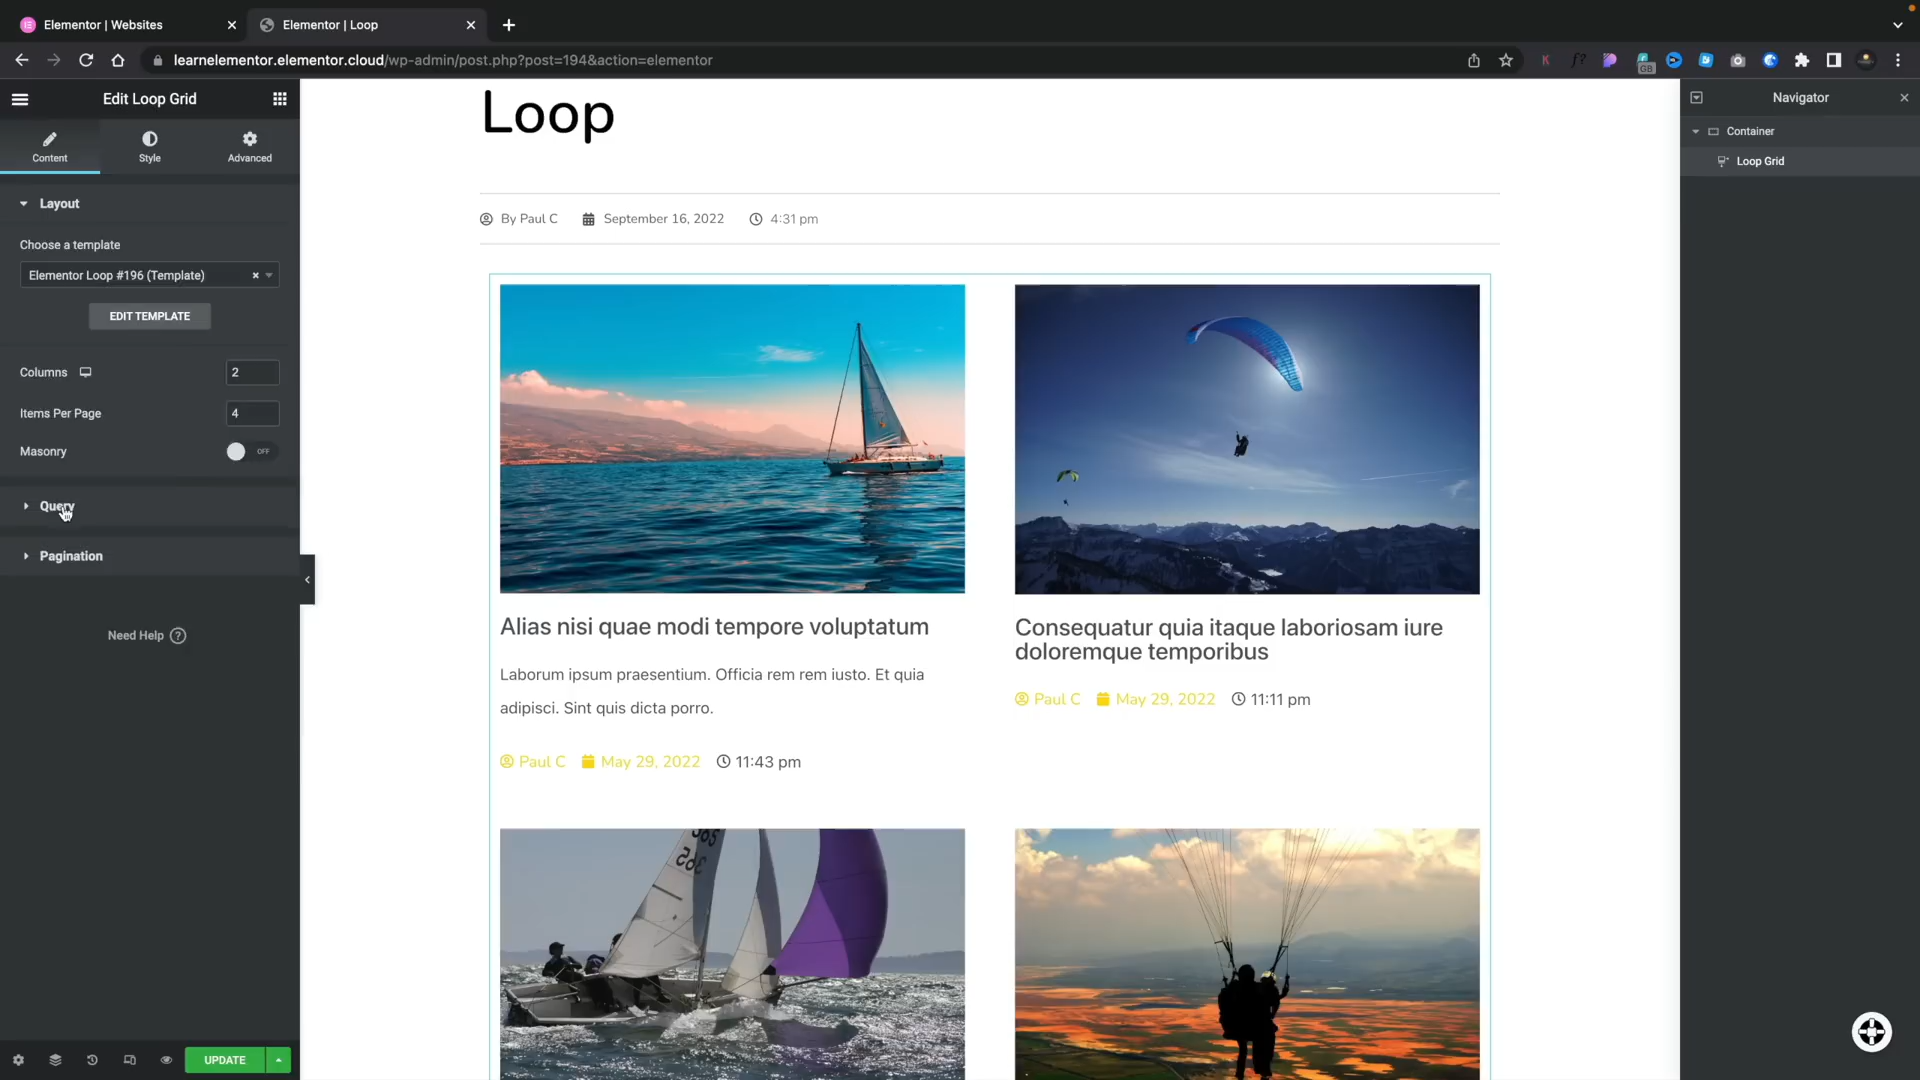 Elementor | Websites
Elementor | Loop
learnelementor.elementor.cloud/wp-admin/post.php?post=194&action=elementor
GB
Edit Loop Grid
Content
Style
Advanced
Layout
Choose a template
Elementor Loop #196 (Template)
EDIT TEMPLATE
Columns
2
Items Per Page
4
Masonry
OFF
Query
Pagination
Need Help
UPDATE
Loop
By Paul C
September 16, 2022
4:31 pm
Alias nisi quae modi tempore voluptatum
Laborum ipsum praesentium. Officia rem rem iusto. Et quia
adipisci. Sint quis dicta porro.
Paul C
May 29, 2022
11:43 pm
Consequatur quia itaque laboriosam iure
doloremque temporibus
Paul C
May 29, 2022
11:11 pm
Navigator
Container
Loop Grid